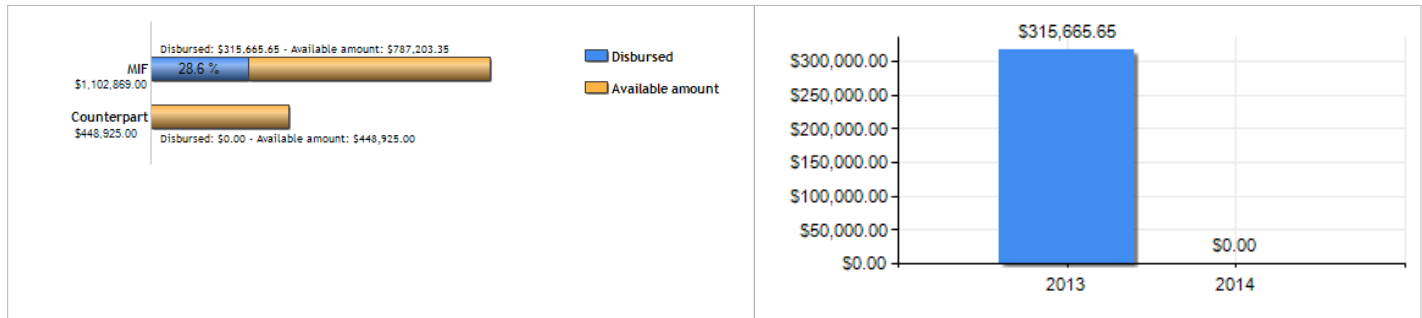 Disbursed: $315,665.65 - Available amount: $787,203.35
MIF
28.6 %
$1,102,869.00
Counterpart
$448,925.00
Disbursed: $0.00 - Available amount: $448,925.00
Disbursed
Available amount
$315,665.65
$300,000.00
$250,000.00
$200,000.00
$150,000.00
$100,000.00
$50,000.00
$0.00
$0.00
2013
2014